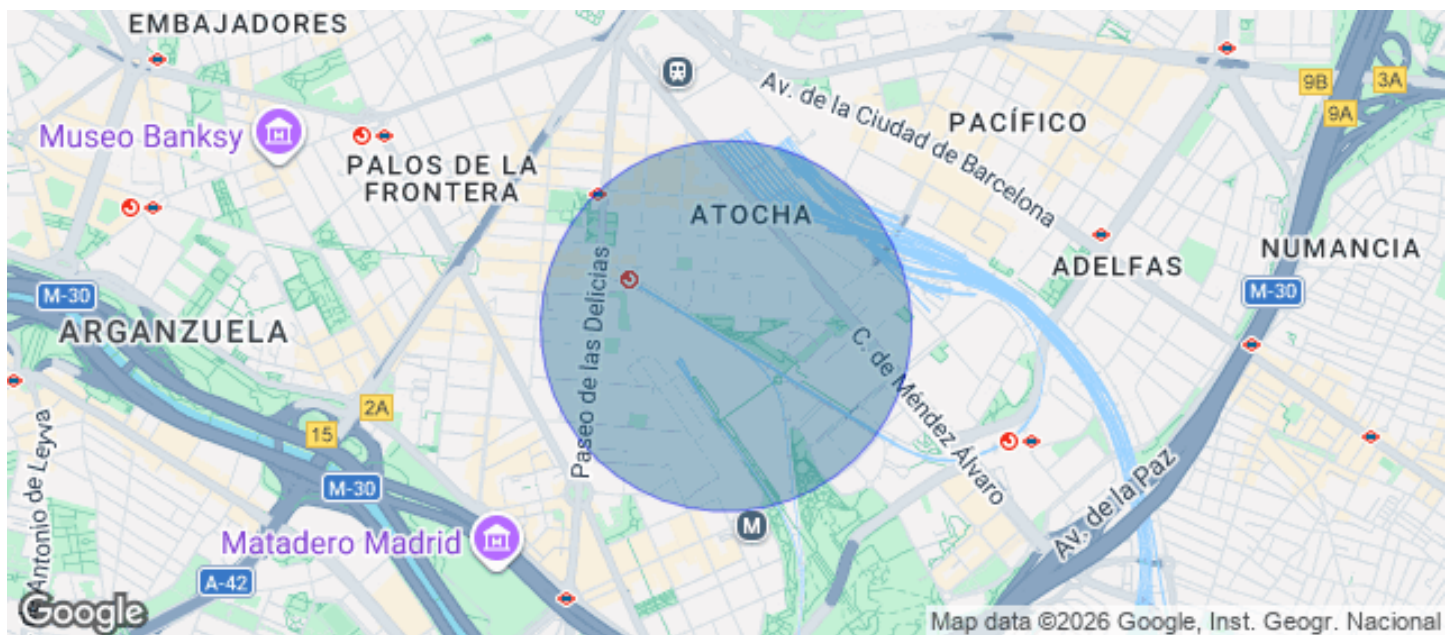 EMBAJADORES
9B
3A
9A
Av. de la Ciudad de Barcelona
PACÍFICO
Museo Banksy
PALOS DE LA
FRONTERA
ATOCHA
NUMANCIA
ADELFAS
Paseo de las Delicias
M-30
M-30
ARGANZUELA
C. de Méndez Álvaro
2A
15
Antonio de Leyva
M-30
Av. de la Paz
M
Matadero Madrid
A-42
Google
Map data ©2026 Google, Inst. Geogr. Nacional